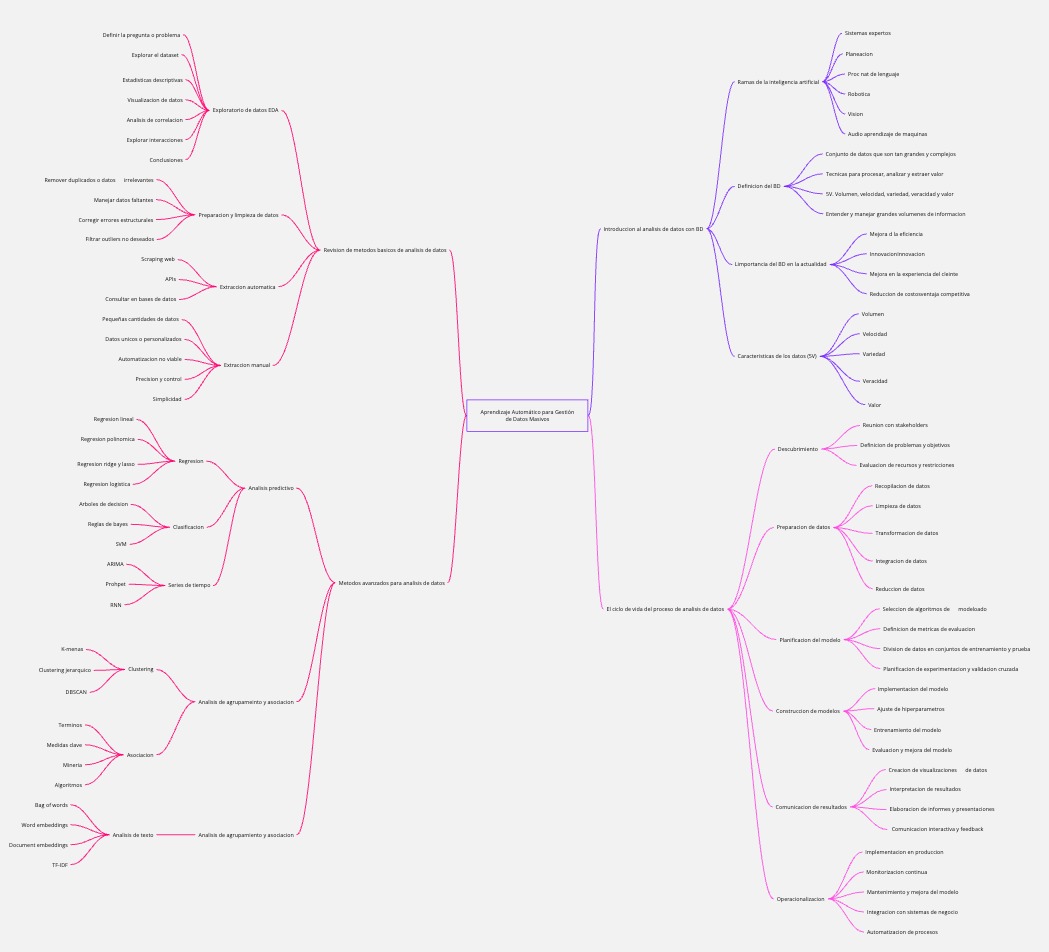 Aprendizaje Automático para Gestión
de Datos Masivos
Revision de metodos basicos de analisis de datos
Exploratorio de datos EDA
Definir la pregunta o problema
Explorar el dataset
Estadisticas descriptivas
Visualizacion de datos
Analisis de correlacion
Explorar interacciones
Conclusiones
Preparacion y limpieza de datos
Remover duplicados o datos irrelevantes
Manejar datos faltantes
Corregir errores estructurales
Filtrar outliers no deseados
Extraccion automatica
Scraping web
APIs
Consultar en bases de datos
Extraccion manual
Pequeñas cantidades de datos
Datos unicos o personalizados
Automatizacion no viable
Precision y control
Simplicidad
Metodos avanzados para analisis de datos
Analisis predictivo
Regresion
Regresion lineal
Regresion polinomica
Regresion ridge y lasso
Regresion logistica
Clasificacion
Arboles de decision
Reglas de bayes
SVM
Series de tiempo
ARIMA
Prohpet
RNN
Analisis de agrupameinto y asociacion
Clustering
K-menas
Clustering jerarquico
DBSCAN
Asociacion
Terminos
Medidas clave
Mineria
Algoritmos
Analisis de agrupamiento y asociacion
Analisis de texto
Bag of words
Word embeddings
Document embeddings
TF-IDF
Introduccion al analisis de datos con BD
Ramas de la inteligencia artificial
Sistemas expertos
Planeacion
Proc nat de lenguaje
Robotica
Vision
Audio aprendizaje de maquinas
Definicion del BD
Conjunto de datos que son tan grandes y complejos
Tecnicas para procesar, analizar y extraer valor
5V. Volumen, velocidad, variedad, veracidad y valor
Entender y manejar grandes volumenes de informacion
Limportancia del BD en la actualidad
Mejora d la eficiencia
InnovacionInnovacion
Mejora en la experiencia del cleinte
Reduccion de costosventaja competitiva
Caracteristicas de los datos (5V)
Volumen
Velocidad
Variedad
Veracidad
Valor
El ciclo de vida del proceso de analisis de datos
Descubrimiento
Reunion con stakeholders
Definicion de problemas y objetivos
Evaluacion de recursos y restricciones
Preparacion de datos
Recopilacion de datos
Limpieza de datos
Transformacion de datos
Integracion de datos
Reduccion de datos
Planificacion del modelo
Seleccion de algoritmos de modeloado
Definicion de metricas de evaluacion
Division de datos en conjuntos de entrenamiento y prueba
Planificacion de experimentacion y validacion cruzada
Construccion de modelos
Implementacion del modelo
Ajuste de hiperparametros
Entrenamiento del modelo
Evaluacion y mejora del modelo
Comunicacion de resultados
Creacion de visualizaciones de datos
Interpretacion de resultados
Elaboracion de informes y presentaciones
Comunicacion interactiva y feedback
Operacionalizacion
Implementacion en produccion
Monitorizacion continua
Mantenimiento y mejora del modelo
Integracion con sistemas de negocio
Automatizacion de procesos